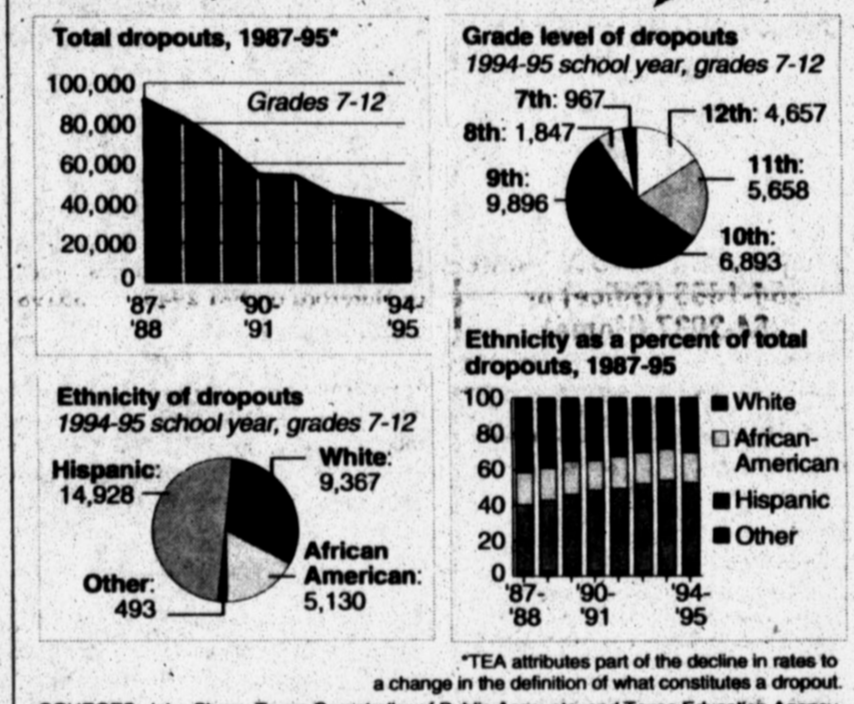 Total dropouts, 1987-95*
100,000
Grades 7-12
80,000
60,000
40,000
20,000
0
'87-
'88
'90-
'91
'94-
'95
Grade level of dropouts
1994-95 school year, grades 7-12
7th: 967
12th: 4,657
8th: 1,847
11th:
5,658
9th:
9,896
10th:
6,893
Ethnicity of dropouts
1994-95 school year, grades 7-12
Hispanic:
14,928
White:
9,367
African
American:
5,130
Other:
493
Ethnicity as a percent of total
dropouts, 1987-95
100
80
60
40
20
0
'87-
'88
'90-
'91
'94-
'95
White
African-
American
Hispanic
Other
*TEA attributes part of the decline in rates to
a change in the definition of what constitutes a dropout.